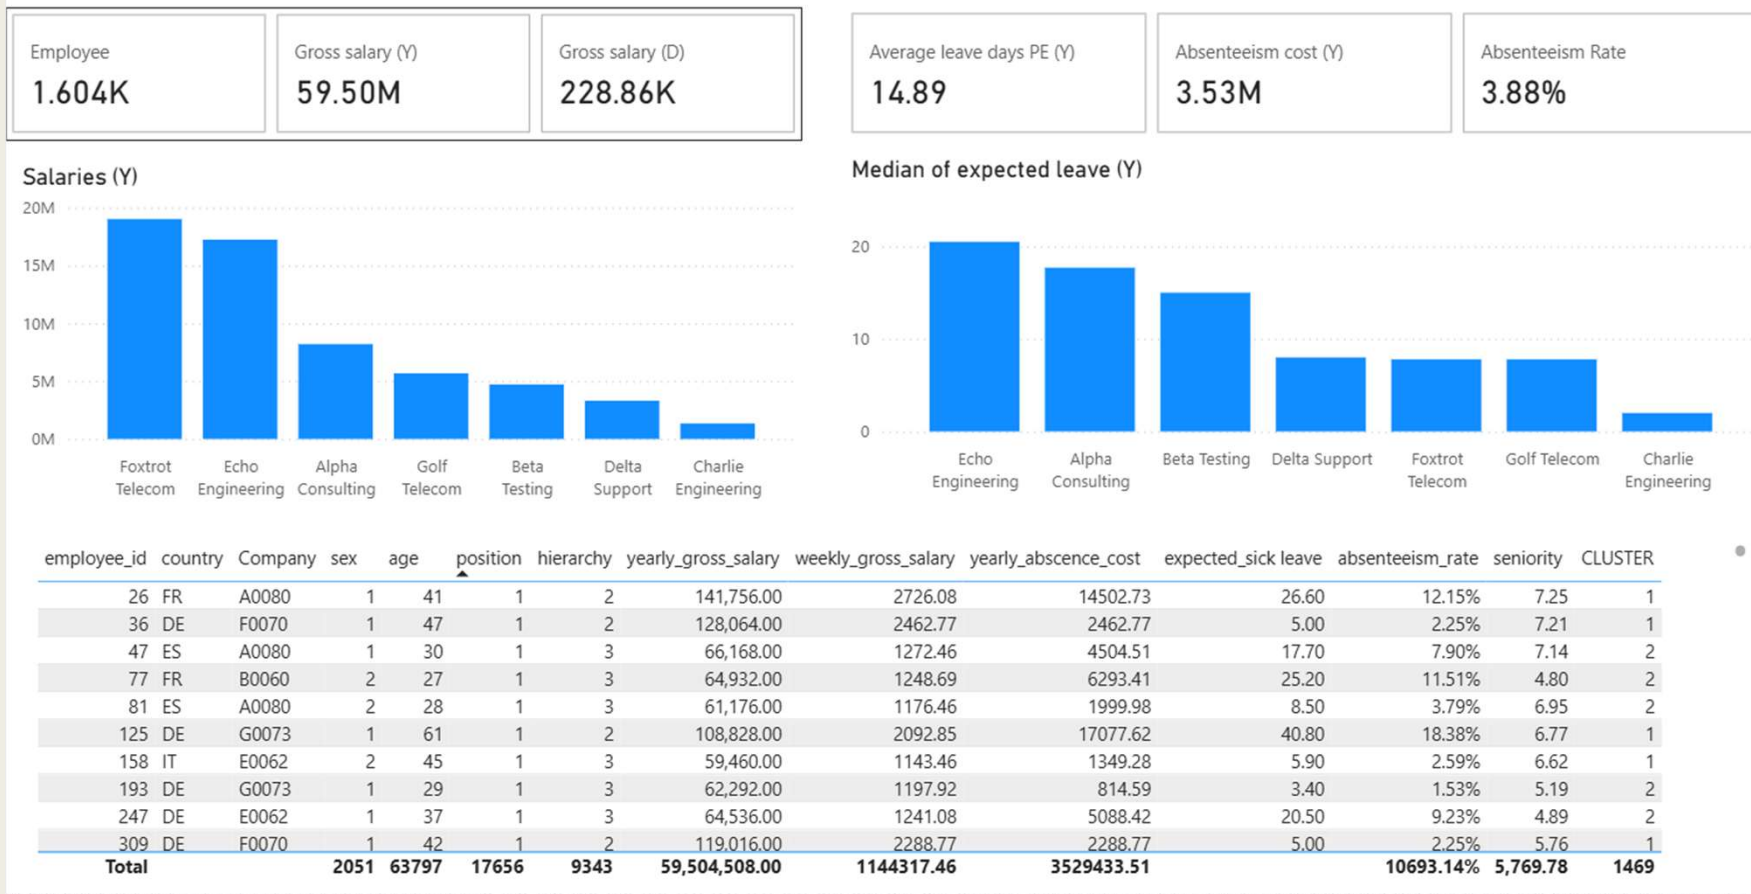 Employee
1.604K
Gross salary (Y)
59.50M
Gross salary (D)
228.86K
Average leave days PE (Y)
14.89
Absenteeism cost (Y)
3.53M
Absenteeism Rate
3.88%
Salaries (Y)
20M
15M
10M
5M
0M
Foxtrot
Telecom
Echo
Engineering
Alpha
Consulting
Golf
Telecom
Beta
Testing
Delta
Support
Charlie
Engineering
Median of expected leave (Y)
20
10
0
Echo
Engineering
Alpha
Consulting
Beta Testing
Delta Support
Foxtrot
Telecom
Golf Telecom
Charlie
Engineering
employee_id country Company sex age position hierarchy yearly_gross_salary weekly_gross_salary yearly_abscence_cost expected_sick leave absenteeism_rate seniority CLUSTER
26 FR A0080 1 41 1 2 141,756.00 2726.08 14502.73 26.60 12.15% 7.25 1
36 DE F0070 1 47 1 2 128,064.00 2462.77 2462.77 5.00 2.25% 7.21 1
47 ES A0080 1 30 1 3 66,168.00 1272.46 4504.51 17.70 7.90% 7.14 2
77 FR B0060 2 27 1 3 64,932.00 1248.69 6293.41 25.20 11.51% 4.80 2
81 ES A0080 2 28 1 3 61,176.00 1176.46 1999.98 8.50 3.79% 6.95 2
125 DE G0073 1 61 1 2 108,828.00 2092.85 17077.62 40.80 18.38% 6.77 1
158 IT E0062 2 45 1 3 59,460.00 1143.46 1349.28 5.90 2.59% 6.62 1
193 DE G0073 1 29 1 3 62,292.00 1197.92 814.59 3.40 1.53% 5.19 2
247 DE E0062 1 37 1 3 64,536.00 1241.08 5088.42 20.50 9.23% 4.89 2
309 DE F0070 1 42 1 2 119,016.00 2288.77 2288.77 5.00 2.25% 5.76 1
Total 2051 63797 17656 9343 59,504,508.00 1144317.46 3529433.51 10693.14% 5,769.78 1469